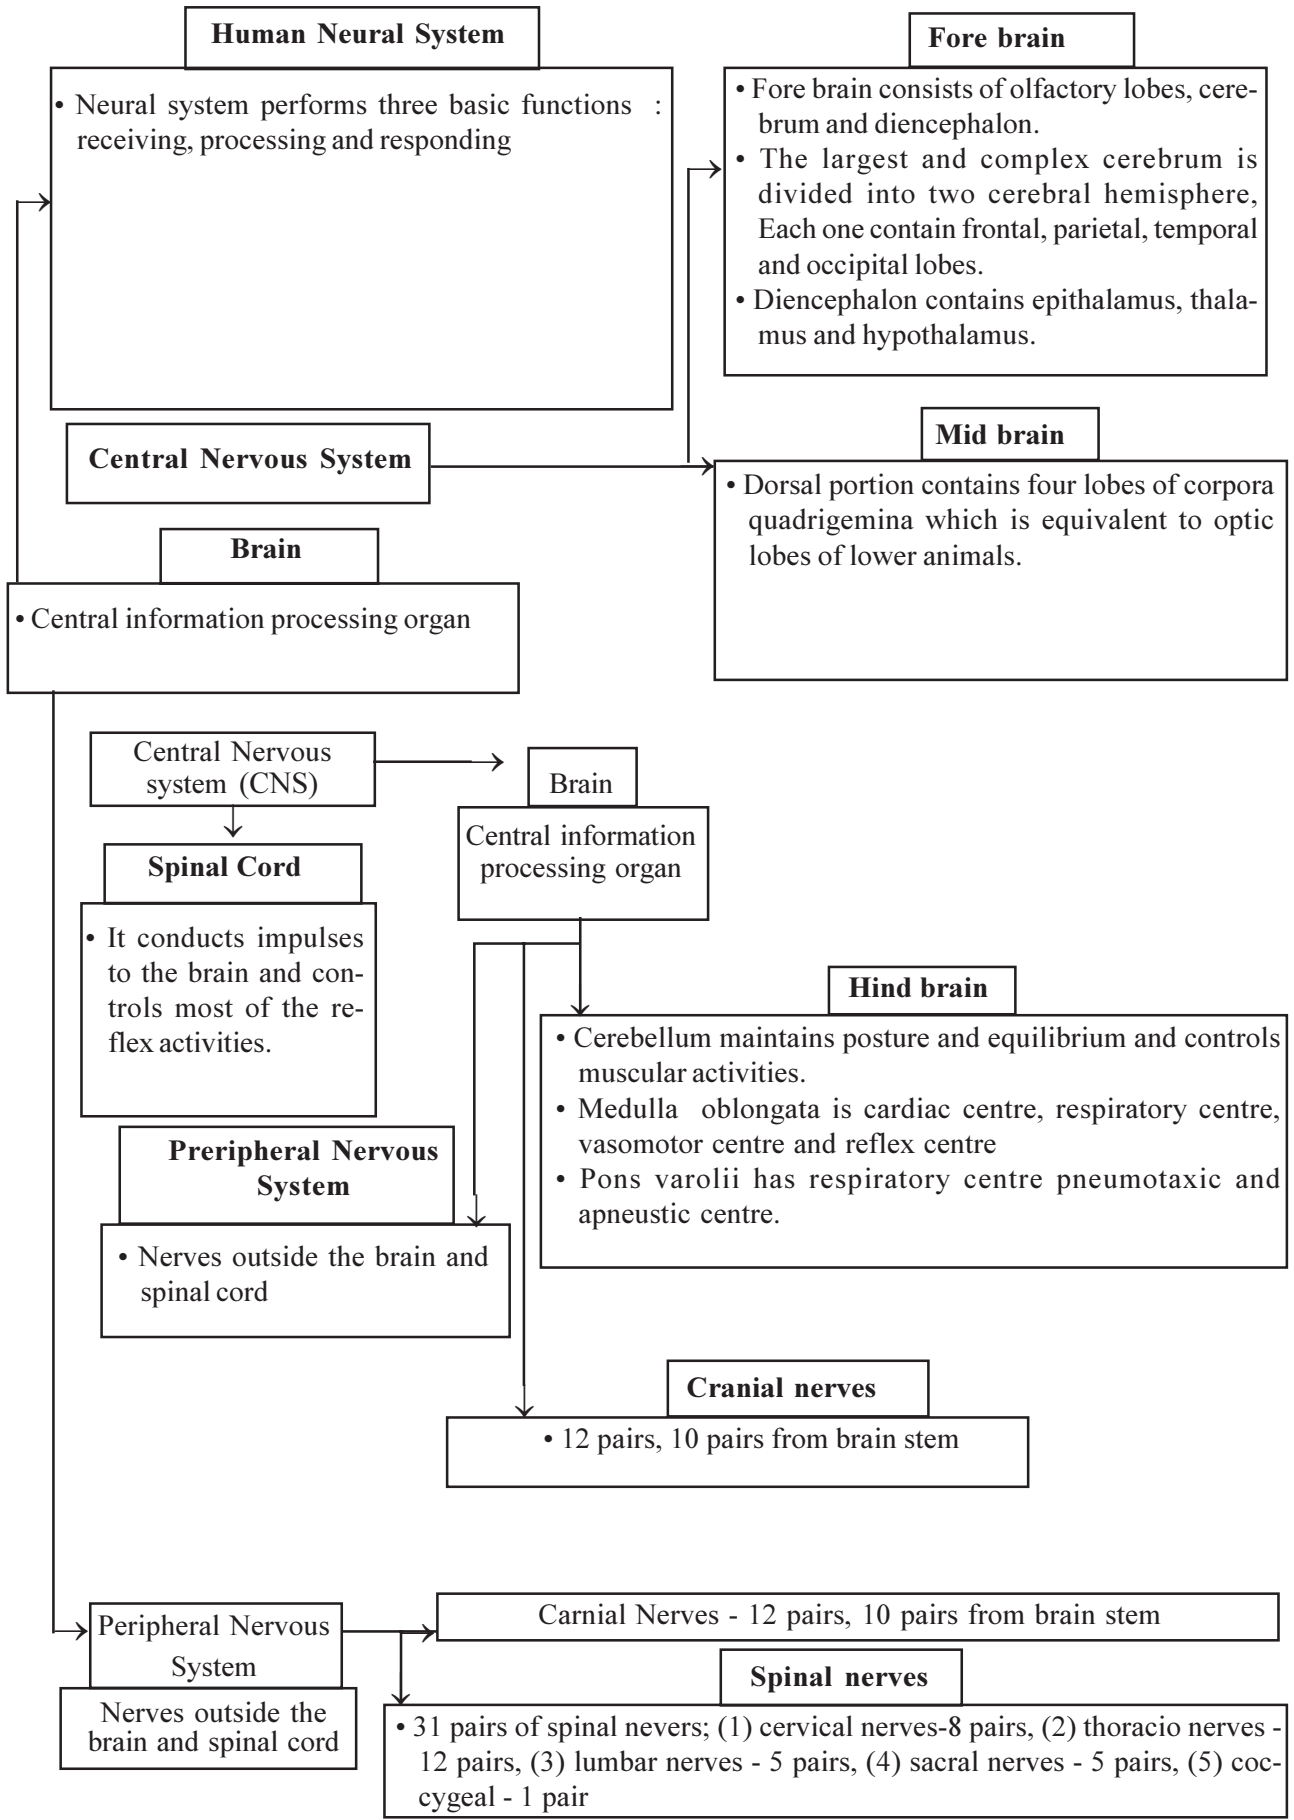 Human Neural System
• Neural system performs three basic functions :
receiving, processing and responding
Fore brain
• Fore brain consists of olfactory lobes, cere-
brum and diencephalon.
• The largest and complex cerebrum is
divided into two cerebral hemisphere,
Each one contain frontal, parietal, temporal
and occipital lobes.
• Diencephalon contains epithalamus, thala-
mus and hypothalamus.
Central Nervous System
Mid brain
• Dorsal portion contains four lobes of corpora
quadrigemina which is equivalent to optic
lobes of lower animals.
Brain
• Central information processing organ
Central Nervous
system (CNS)
Brain
Central information
processing organ
Spinal Cord
• It conducts impulses
to the brain and con-
trols most of the re-
flex activities.
Hind brain
• Cerebellum maintains posture and equilibrium and controls
muscular activities.
• Medulla oblongata is cardiac centre, respiratory centre,
vasomotor centre and reflex centre
• Pons varolii has respiratory centre pneumotaxic and
apneustic centre.
Preripheral Nervous
System
• Nerves outside the brain and
spinal cord
Cranial nerves
• 12 pairs, 10 pairs from brain stem
Peripheral Nervous
System
Nerves outside the
brain and spinal cord
Carnial Nerves - 12 pairs, 10 pairs from brain stem
Spinal nerves
• 31 pairs of spinal nevers; (1) cervical nerves-8 pairs, (2) thoracio nerves -
12 pairs, (3) lumbar nerves - 5 pairs, (4) sacral nerves - 5 pairs, (5) coc-
cygeal - 1 pair